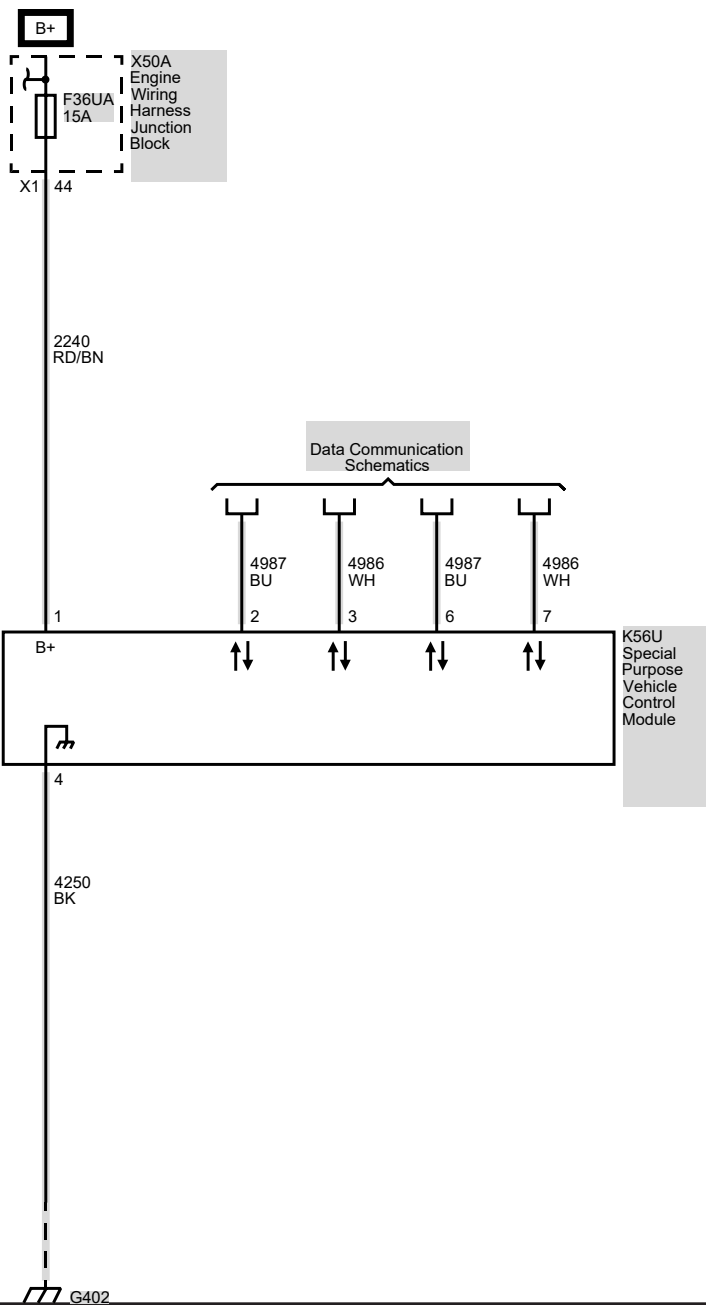 B+
X50A
Engine
Wiring
Harness
Junction
Block
F36UA
15A
X1 44
2240
RD/BN
Data Communication
Schematics
4987
BU
4986
WH
4987
BU
4986
WH
1
2
3
6
7
B+
K56U
Special
Purpose
Vehicle
Control
Module
4
4250
BK
G402